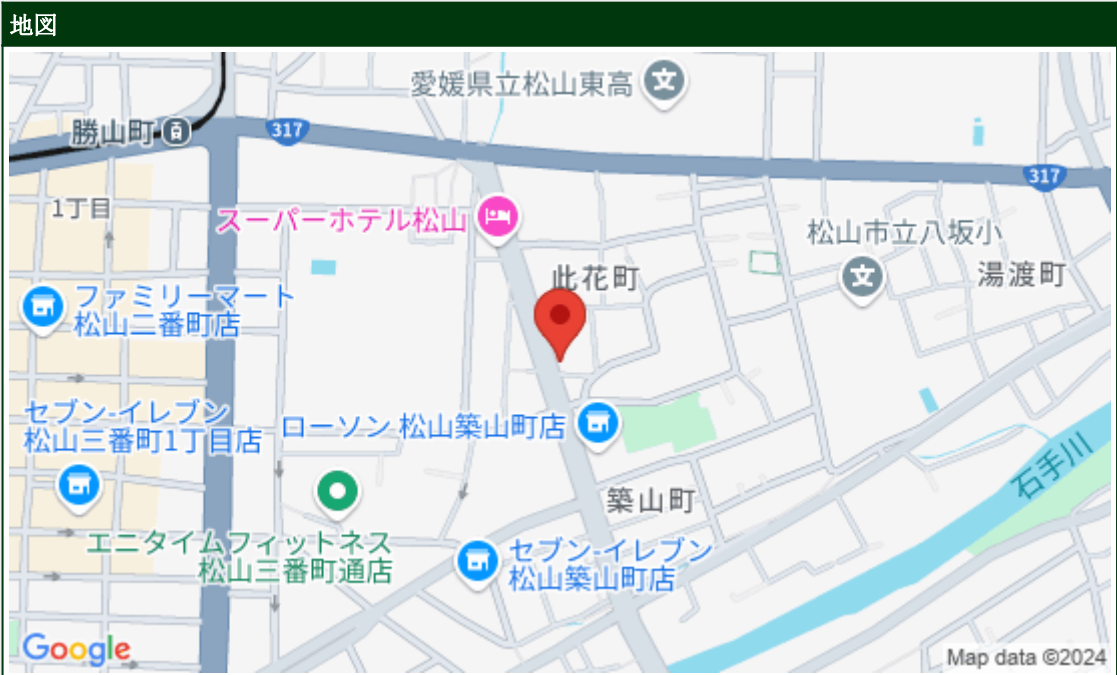 地図
愛媛県立松山東高
勝山町
317
317
1丁目
スーパーホテル松山
松山市立八坂小
此花町
湯渡町
ファミリーマート
松山二番町店
セブン-イレブン
松山三番町1丁目店
ローソン 松山築山町店
石手川
築山町
エニタイムフィットネス
松山三番町通店
セブン-イレブン
松山築山町店
Google
Map data ©2024